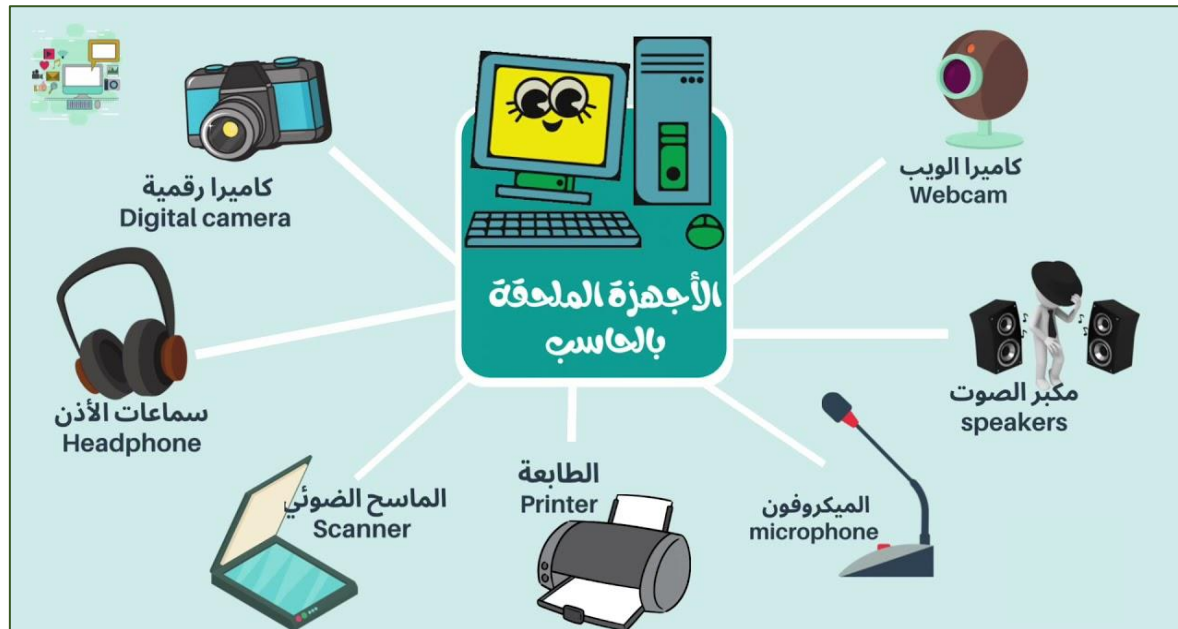 الأجهزة الملحقة
بالحاسب
كاميرا الويب
Webcam
مكبر الصوت
speakers
الميكروفون
microphone
الطابعة
Printer
الماسح الضوئي
Scanner
سماعات الأذن
Headphone
كاميرا رقمية
Digital camera